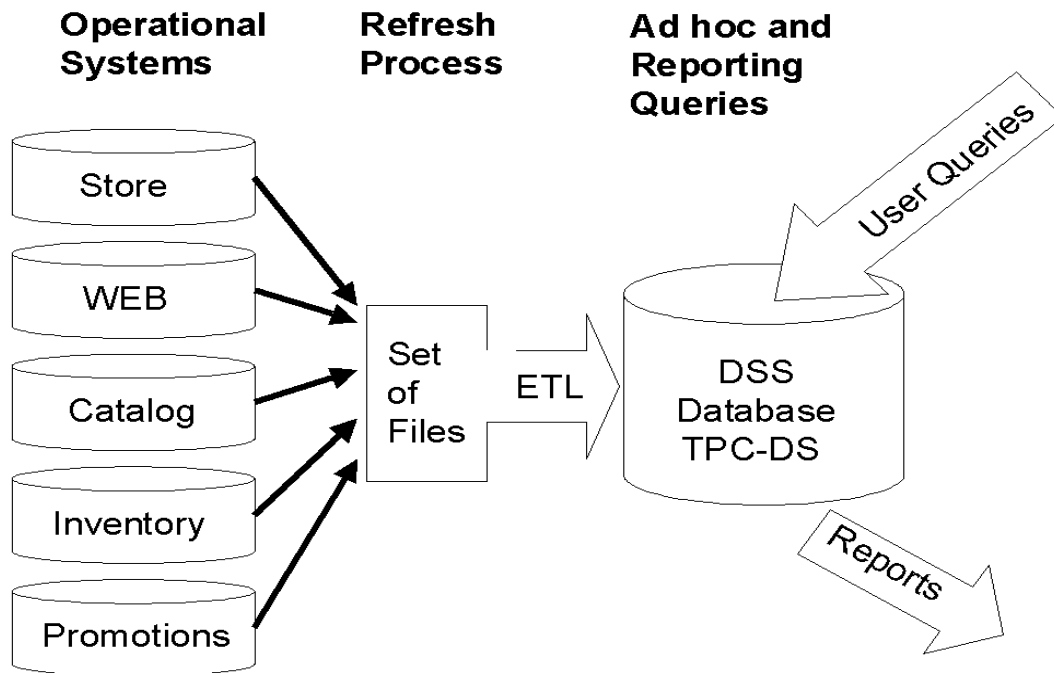 Operational
Systems
Refresh
Process
Ad hoc and
Reporting
Queries
Store
WEB
Catalog
Inventory
Promotions
Set
of
Files
ETL
DSS
Database
TPC-DS
User Queries
Reports